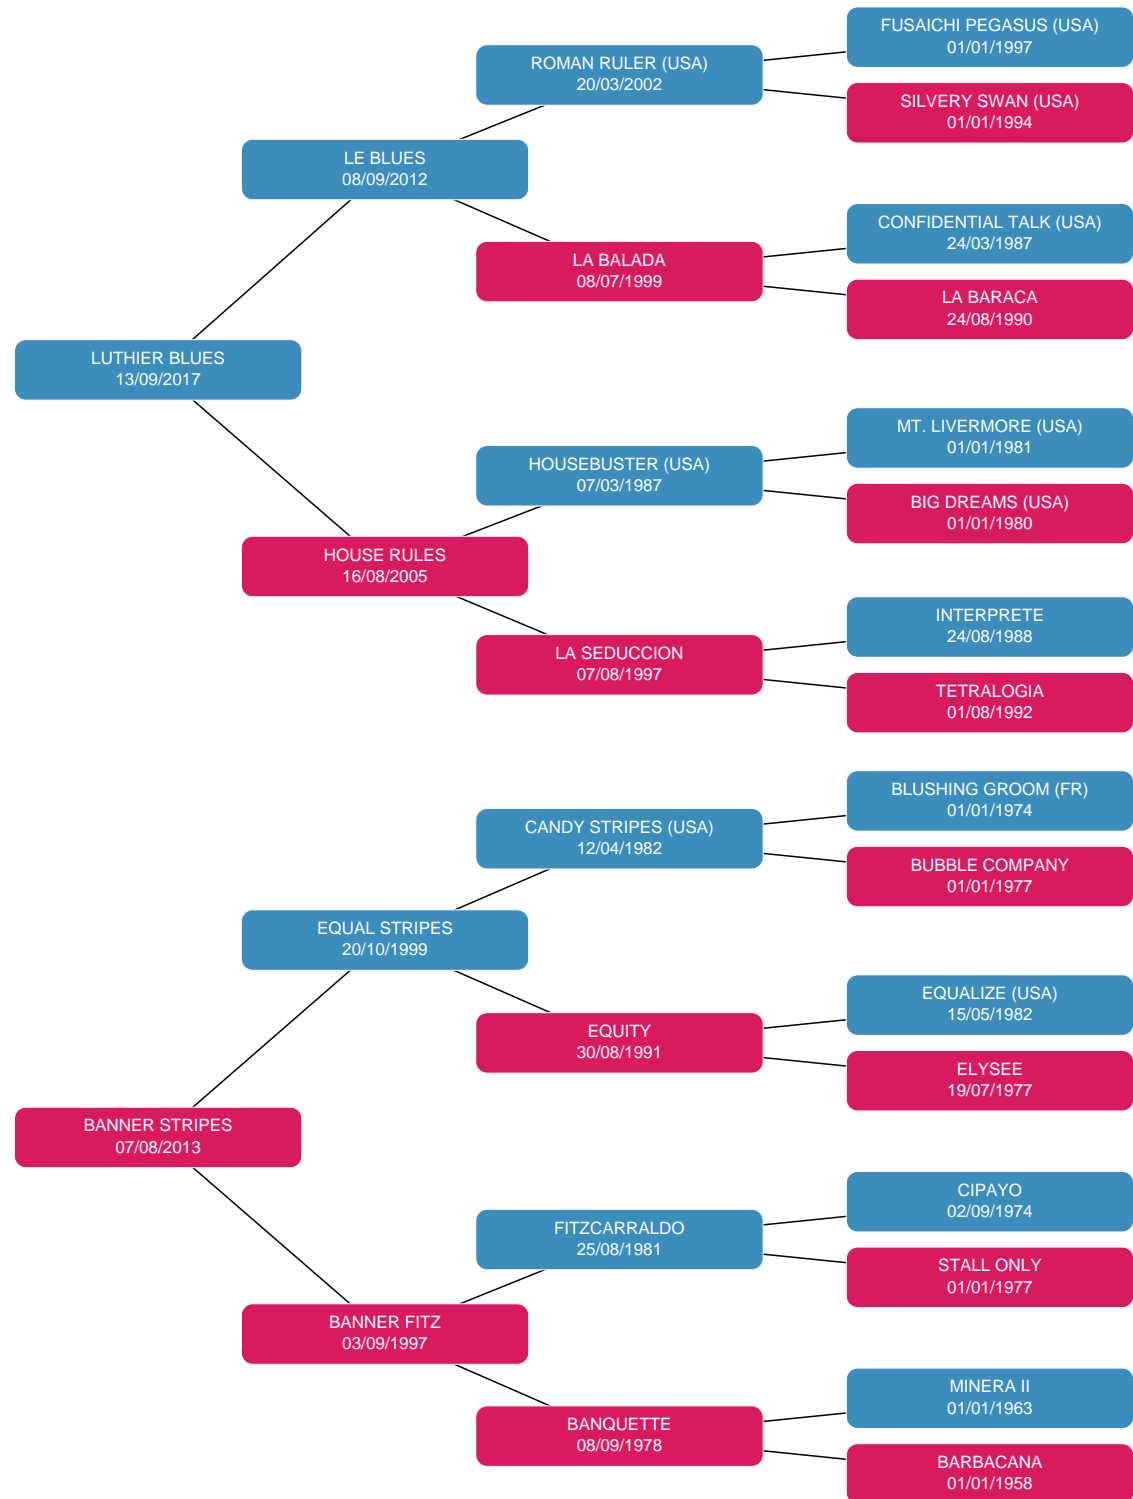 FUSAICHI PEGASUS (USA)
01/01/1997
ROMAN RULER (USA)
20/03/2002
SILVERY SWAN (USA)
01/01/1994
LE BLUES
08/09/2012
CONFIDENTIAL TALK (USA)
24/03/1987
LA BALADA
08/07/1999
LA BARACA
24/08/1990
LUTHIER BLUES
13/09/2017
MT. LIVERMORE (USA)
01/01/1981
HOUSEBUSTER (USA)
07/03/1987
BIG DREAMS (USA)
01/01/1980
HOUSE RULES
16/08/2005
INTERPRETE
24/08/1988
LA SEDUCCION
07/08/1997
TETRALOGIA
01/08/1992
BLUSHING GROOM (FR)
01/01/1974
CANDY STRIPES (USA)
12/04/1982
BUBBLE COMPANY
01/01/1977
EQUAL STRIPES
20/10/1999
EQUALIZE (USA)
15/05/1982
EQUITY
30/08/1991
ELYSEE
19/07/1977
BANNER STRIPES
07/08/2013
CIPAYO
02/09/1974
FITZCARRALDO
25/08/1981
STALL ONLY
01/01/1977
BANNER FITZ
03/09/1997
MINERA II
01/01/1963
BANQUETTE
08/09/1978
BARBACANA
01/01/1958